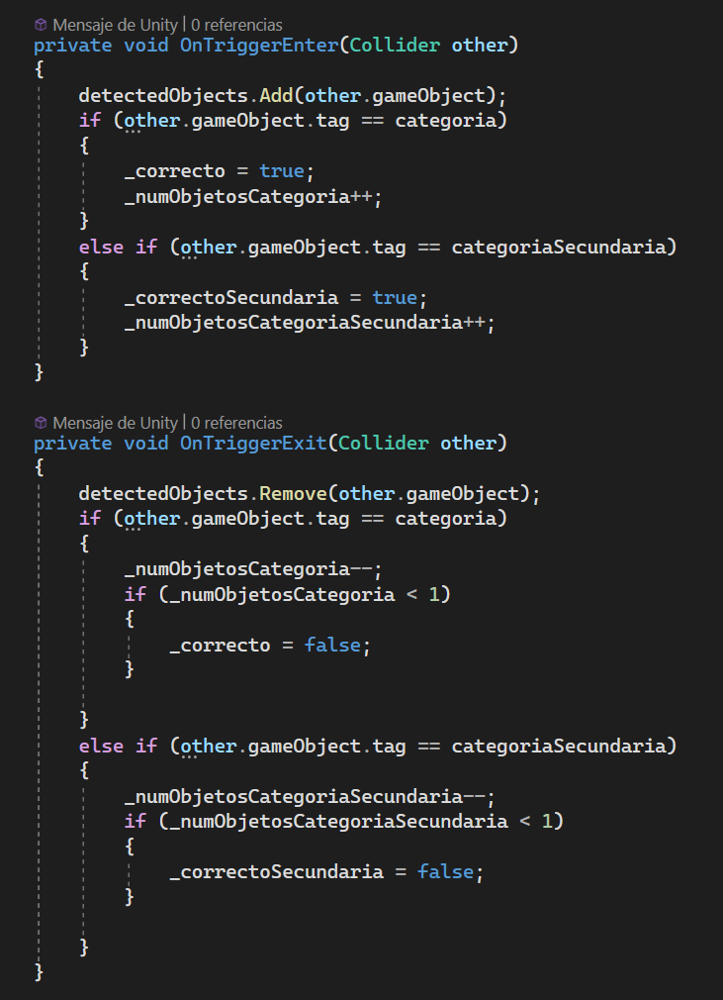 Mensaje de Unity | 0 referencias
private void OnTriggerEnter(Collider other)
{
    detectedObjects.Add(other.gameObject);
    if (other.gameObject.tag == categoria)
    {
        _correcto = true;
        _numObjetosCategoria++;
    }
    else if (other.gameObject.tag == categoriaSecundaria)
    {
        _correctoSecundaria = true;
        _numObjetosCategoriaSecundaria++;
    }
}
Mensaje de Unity | 0 referencias
private void OnTriggerExit(Collider other)
{
    detectedObjects.Remove(other.gameObject);
    if (other.gameObject.tag == categoria)
    {
        _numObjetosCategoria--;
        if (_numObjetosCategoria < 1)
        {
            _correcto = false;
        }
    }
    else if (other.gameObject.tag == categoriaSecundaria)
    {
        _numObjetosCategoriaSecundaria--;
        if (_numObjetosCategoriaSecundaria < 1)
        {
            _correctoSecundaria = false;
        }
    }
}